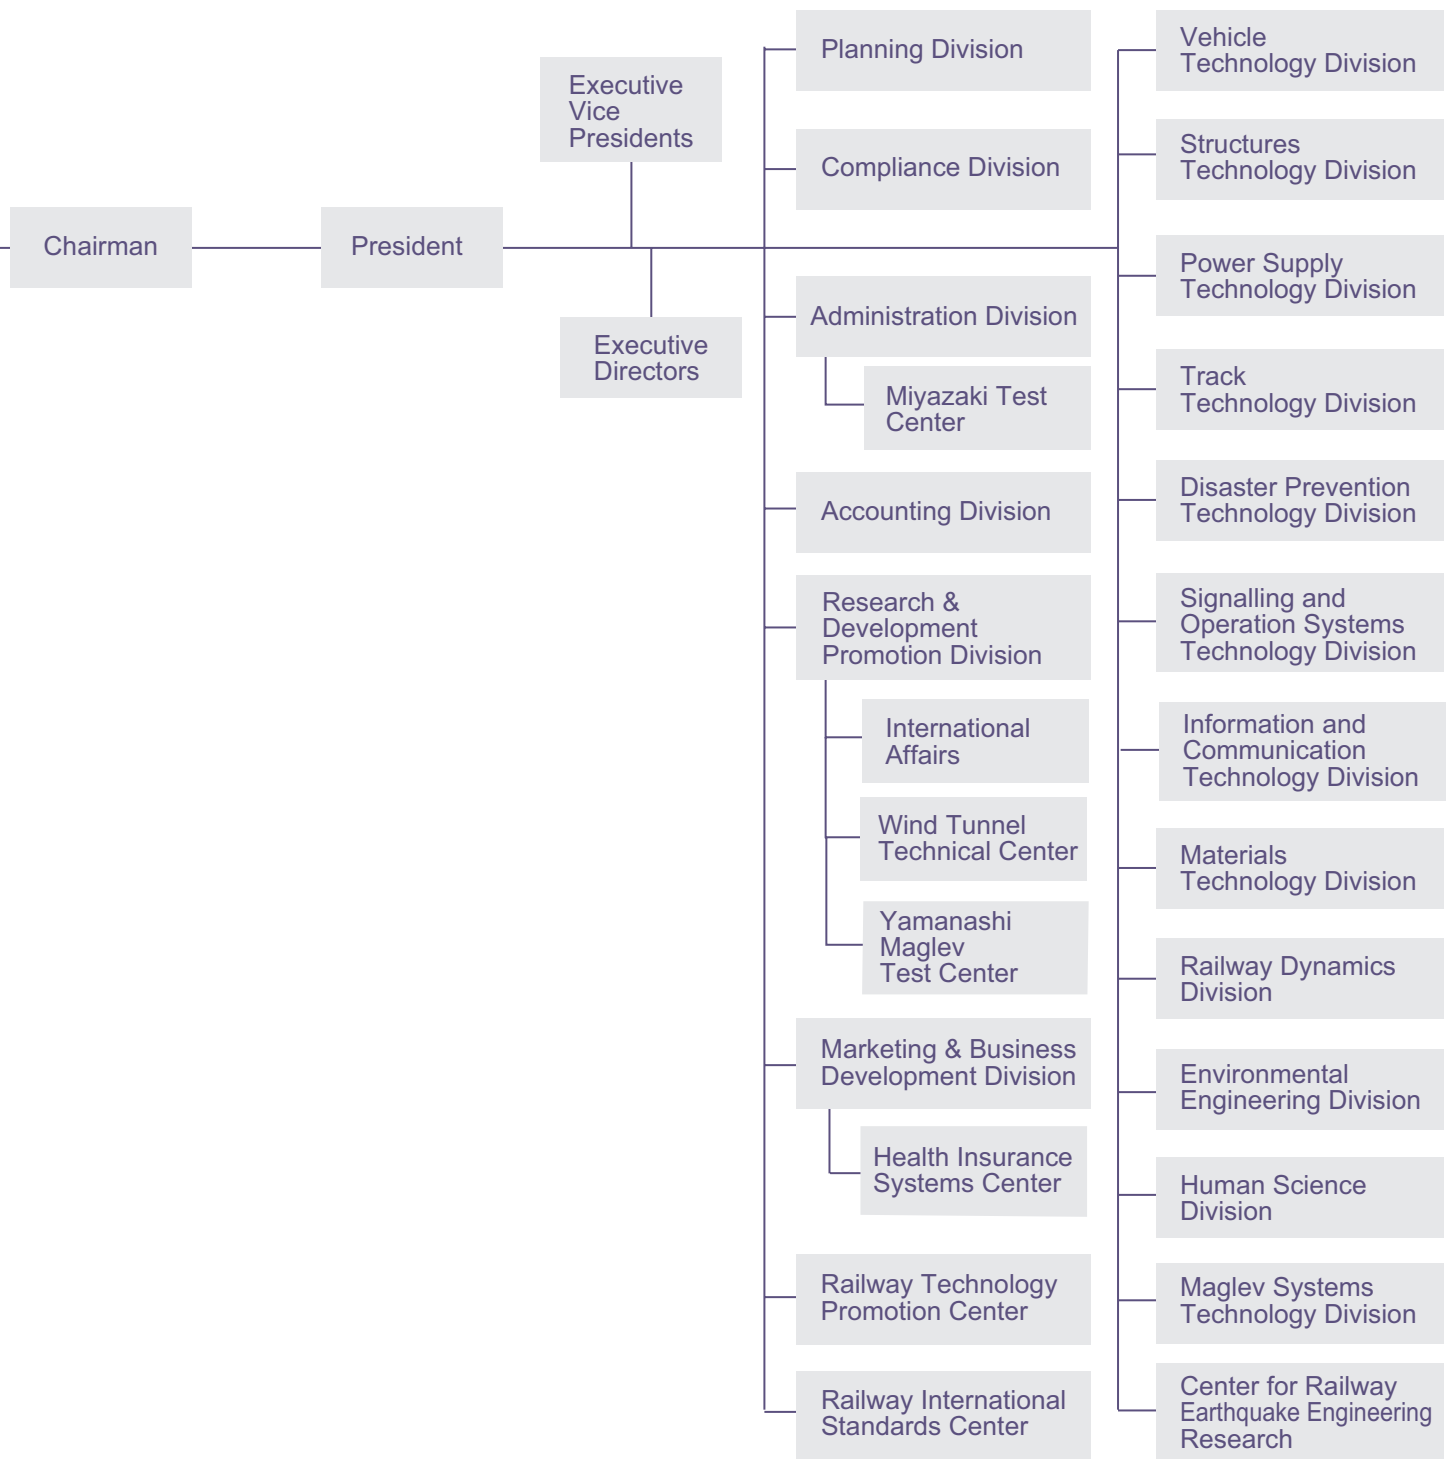 Chairman
President
Executive
Vice
Presidents
Executive
Directors
Planning Division
Compliance Division
Administration Division
Miyazaki Test
Center
Accounting Division
Research &
Development
Promotion Division
International
Affairs
Wind Tunnel
Technical Center
Yamanashi
Maglev
Test Center
Marketing & Business
Development Division
Health Insurance
Systems Center
Railway Technology
Promotion Center
Railway International
Standards Center
Vehicle
Technology Division
Structures
Technology Division
Power Supply
Technology Division
Track
Technology Division
Disaster Prevention
Technology Division
Signalling and
Operation Systems
Technology Division
Information and
Communication
Technology Division
Materials
Technology Division
Railway Dynamics
Division
Environmental
Engineering Division
Human Science
Division
Maglev Systems
Technology Division
Center for Railway
Earthquake Engineering
Research